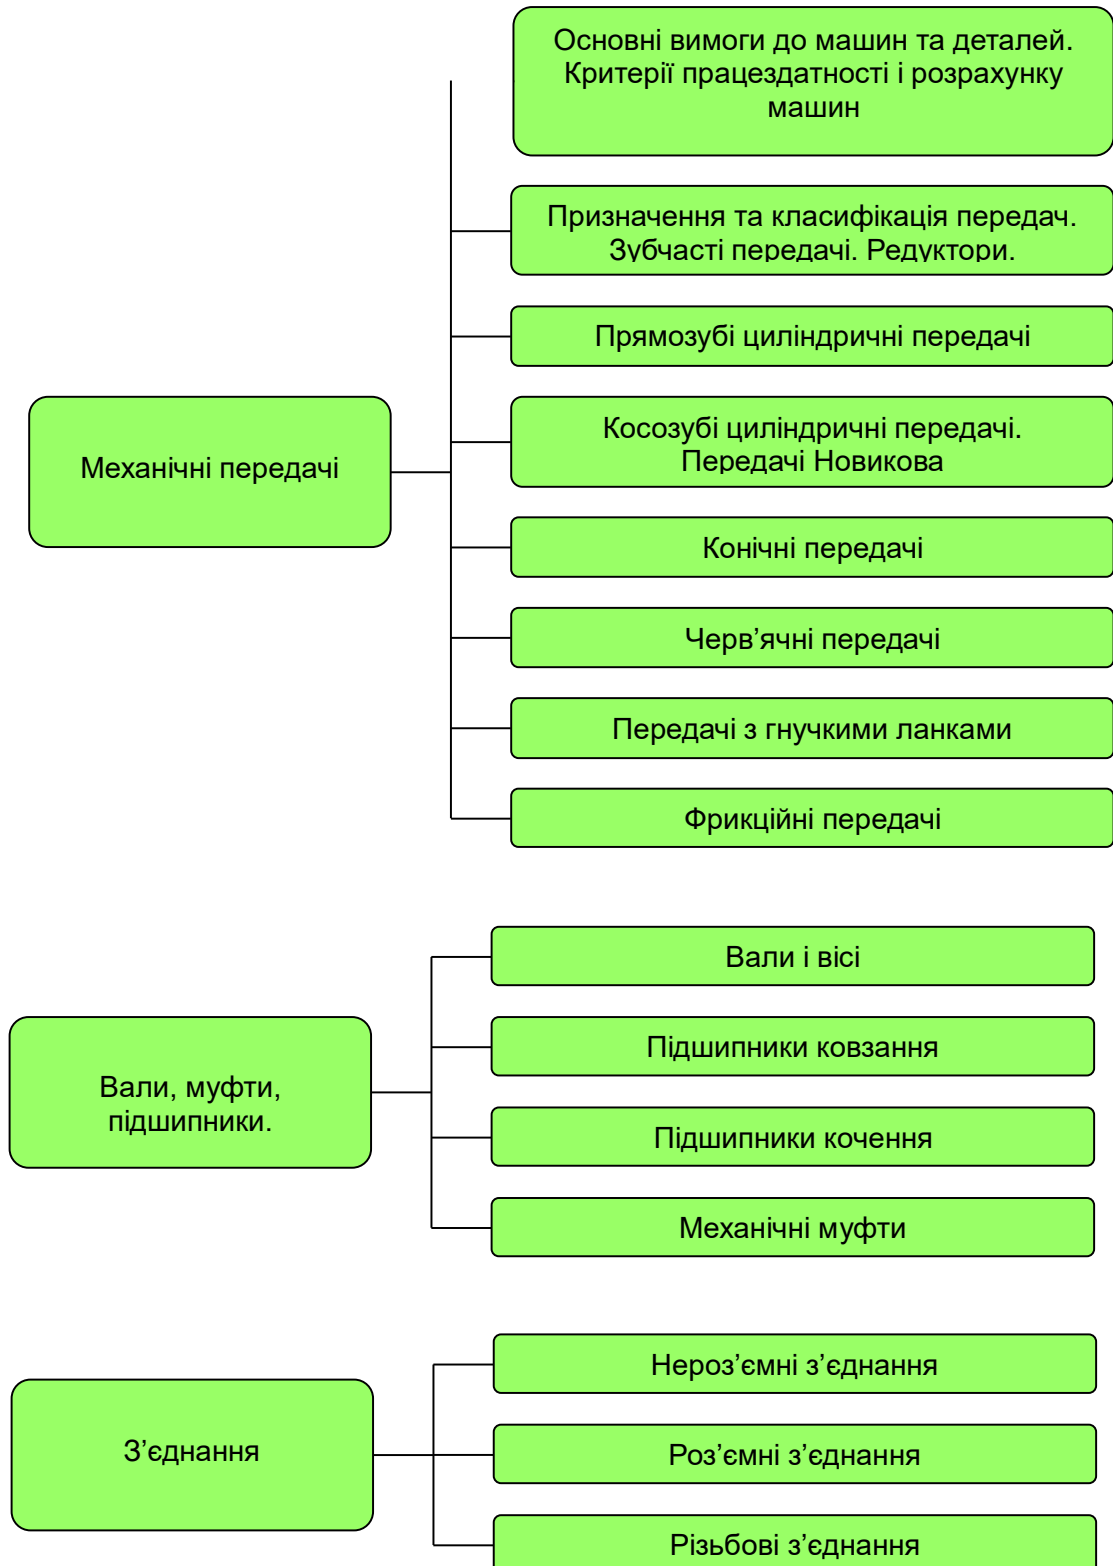 Основні вимоги до машин та деталей.
Критерії працездатності і розрахунку
машин
Призначення та класифікація передач.
Зубчасті передачі. Редуктори.
Прямозубі циліндричні передачі
Косозубі циліндричні передачі.
Передачі Новикова
Механічні передачі
Конічні передачі
Черв’ячні передачі
Передачі з гнучкими ланками
Фрикційні передачі
Вали і вісі
Підшипники ковзання
Вали, муфти,
підшипники.
Підшипники кочення
Механічні муфти
Нероз’ємні з’єднання
З’єднання
Роз’ємні з’єднання
Різьбові з’єднання